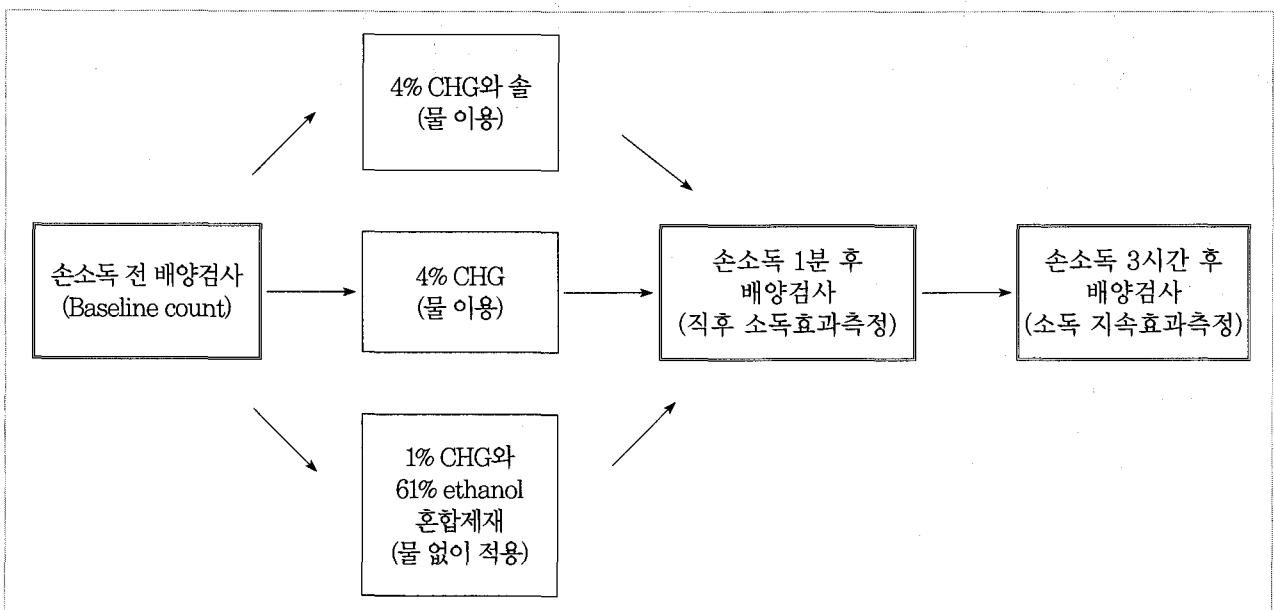 4% CHG와 솔
(물 이용)
손소독 전 배양검사
(Baseline count)
4% CHG
(물 이용)
1% CHG와
61% ethanol
혼합제재
(물 없이 적용)
손소독 1분 후
배양검사
(직후 소독효과측정)
손소독 3시간 후
배양검사
(소독 지속효과측정)